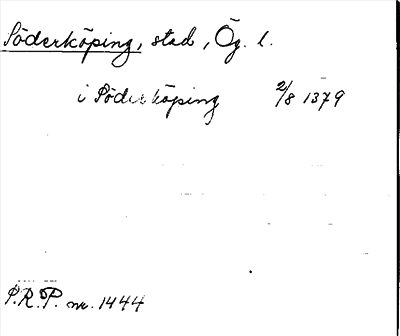 Söderköping, stad, Ög. l.
i Söderköping 2/8 1379
P.R.P. nr. 1444